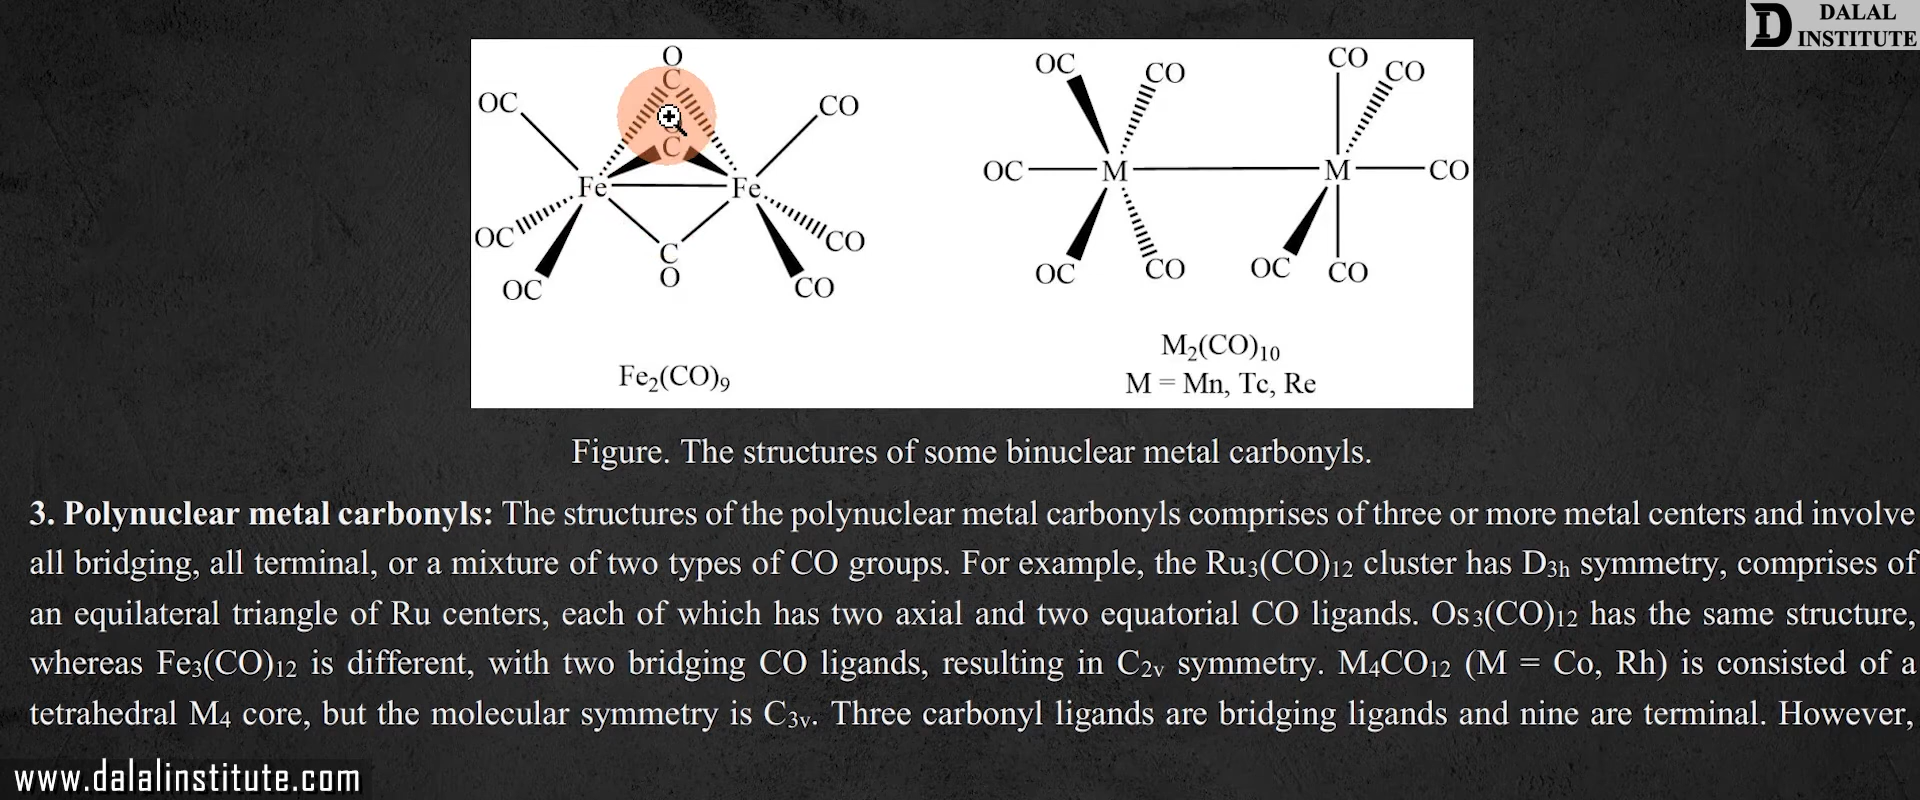 DALAL
INSTITUTE
O
C
OC
CO
C
Fe
Fe
OC
CO
C
O
OC
CO
Fe₂(CO)₉
OC
CO
CO
CO
OC
M
M
CO
OC
CO
OC
CO
M₂(CO)₁₀
M = Mn, Tc, Re
Figure. The structures of some binuclear metal carbonyls.
3. Polynuclear metal carbonyls: The structures of the polynuclear metal carbonyls comprises of three or more metal centers and involve
all bridging, all terminal, or a mixture of two types of CO groups. For example, the Ru₃(CO)₁₂ cluster has D₃ₕ symmetry, comprises of
an equilateral triangle of Ru centers, each of which has two axial and two equatorial CO ligands. Os₃(CO)₁₂ has the same structure,
whereas Fe₃(CO)₁₂ is different, with two bridging CO ligands, resulting in C₂ᵥ symmetry. M₄CO₁₂ (M = Co, Rh) is consisted of a
tetrahedral M₄ core, but the molecular symmetry is C₃ᵥ. Three carbonyl ligands are bridging ligands and nine are terminal. However,
www.dalalinstitute.com